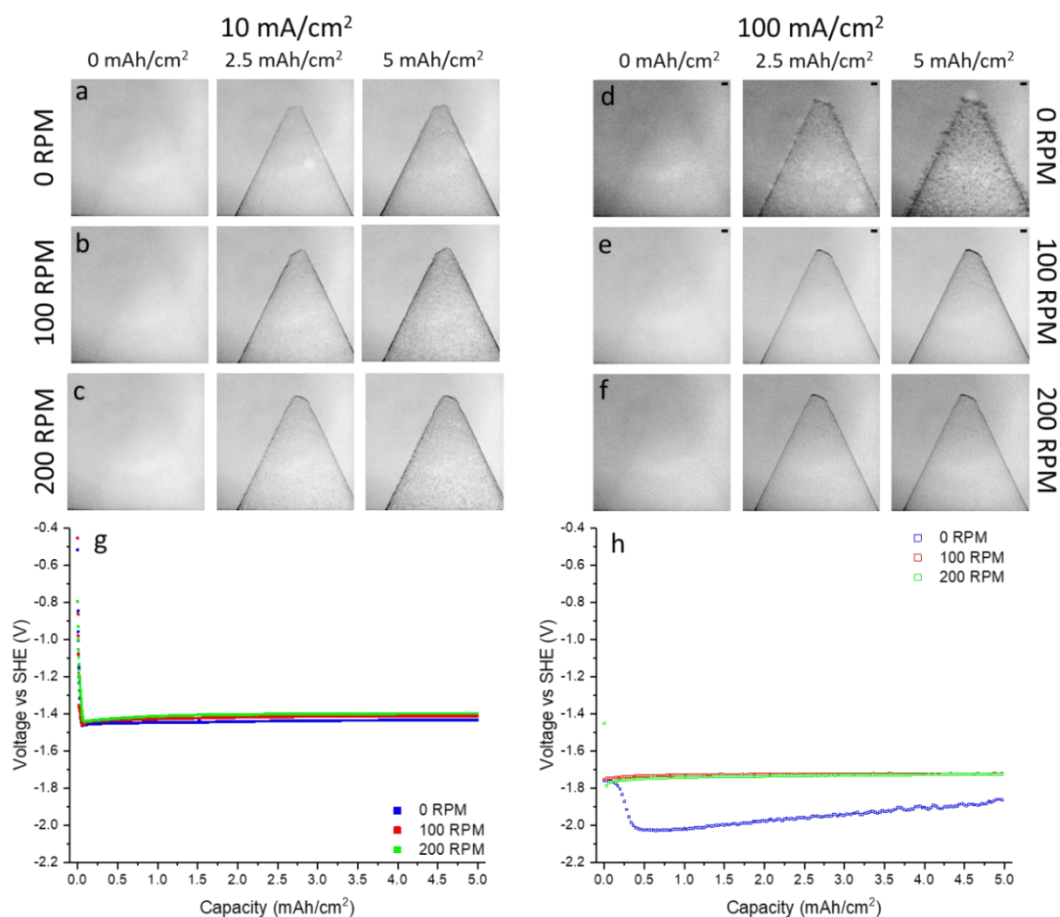 10 mA/cm²
100 mA/cm²
0 mAh/cm²
2.5 mAh/cm²
5 mAh/cm²
0 mAh/cm²
2.5 mAh/cm²
5 mAh/cm²
0 RPM
a
d
0 RPM
100 RPM
b
e
100 RPM
200 RPM
c
f
200 RPM
g
-0.4
-0.6
-0.8
-1.0
-1.2
-1.4
-1.6
-1.8
-2.0
-2.2
Voltage vs SHE (V)
0 RPM
100 RPM
200 RPM
0.0 0.5 1.0 1.5 2.0 2.5 3.0 3.5 4.0 4.5 5.0
Capacity (mAh/cm²)
h
-0.4
-0.6
-0.8
-1.0
-1.2
-1.4
-1.6
-1.8
-2.0
-2.2
Voltage vs SHE (V)
0 RPM
100 RPM
200 RPM
0.0 0.5 1.0 1.5 2.0 2.5 3.0 3.5 4.0 4.5 5.0
Capacity (mAh/cm²)